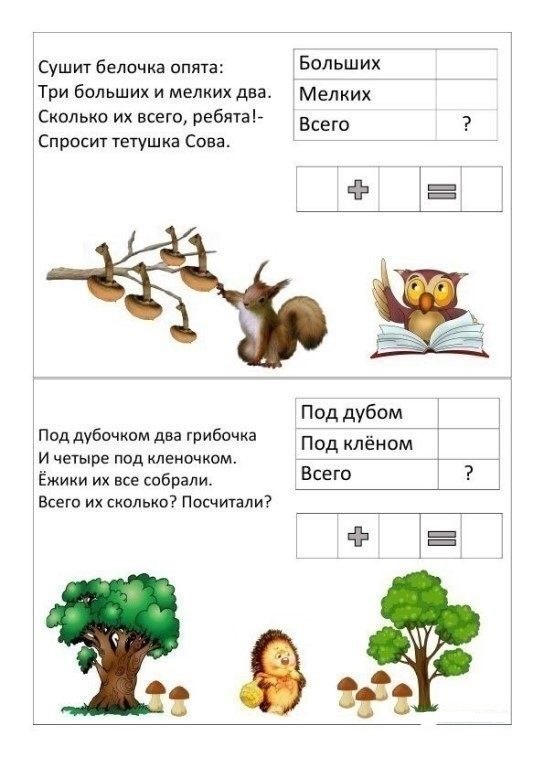 Сушит белочка опята:
Три больших и мелких два.
Сколько их всего, ребята!-
Спросит тетушка Сова.
Больших
Мелких
Всего ?
+ =
Под дубочком два грибочка
И четыре под кленочком.
Ёжики их все собрали.
Всего их сколько? Посчитали?
Под дубом
Под клёном
Всего ?
+ =